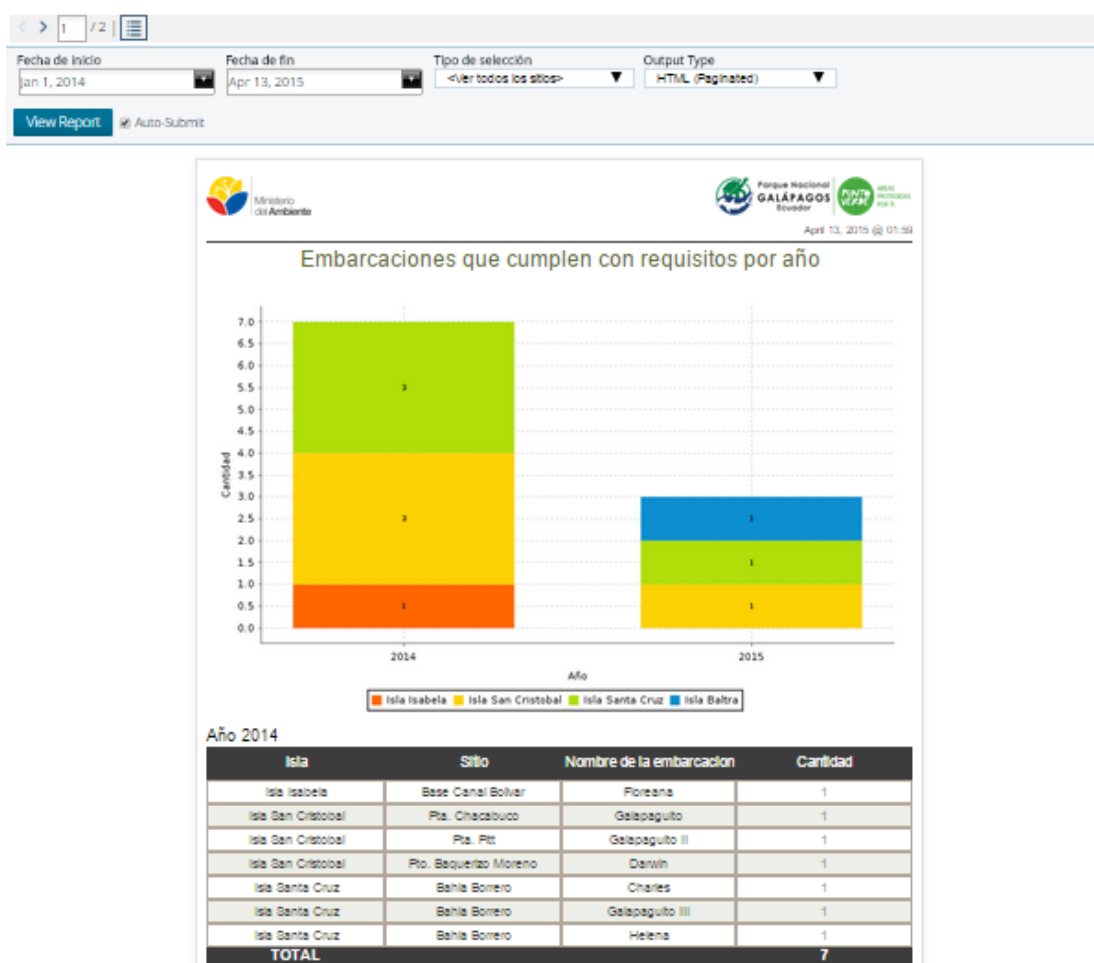 1 / 2
Fecha de inicio Fecha de fin Tipo de selección Output Type
Jan 1, 2014 Apr 13, 2015 <Ver todos los sitios> HTML (Paginated)
View Report Auto-Submit
Ministerio
del Ambiente
Parque Nacional
GALÁPAGOS
Ecuador
PUNTO
VERDE
April 13, 2015 @ 01:59
Embarcaciones que cumplen con requisitos por año
Cantidad
7.0
6.5
6.0
5.5
5.0
4.5
4.0
3.5
3.0
2.5
2.0
1.5
1.0
0.5
0.0
3
3
1
1
1
1
2014 2015
Año
Isla Isabela Isla San Cristobal Isla Santa Cruz Isla Baltra
Año 2014
Isla Sitio Nombre de la embarcacion Cantidad
Isla Isabela Base Canal Bolivar Floreana 1
Isla San Cristobal Pta. Chacabuco Galapaguito 1
Isla San Cristobal Pta. Pitt Galapaguito II 1
Isla San Cristobal Pto. Baquerizo Moreno Darwin 1
Isla Santa Cruz Bahía Borrero Charles 1
Isla Santa Cruz Bahía Borrero Galapaguito III 1
Isla Santa Cruz Bahía Borrero Helena 1
TOTAL 7